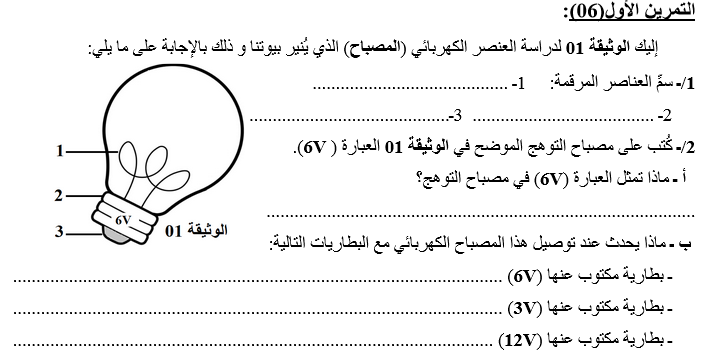 التمرين الأول(06):
إليك الوثيقة 01 لدراسة العنصر الكهربائي (المصباح) الذي يُنير بيوتنا و ذلك بالإجابة على ما يلي:
1/- سمِّ العناصر المرقمة: 1- ......................................
2- ................................... 3- ......................................
2/- كُتب على مصباح التوهج الموضح في الوثيقة 01 العبارة ( 6V).
أ - ماذا تمثل العبارة (6V) في مصباح التوهج؟
..................................................................................
ب - ماذا يحدث عند توصيل هذا المصباح الكهربائي مع البطاريات التالية:
- بطارية مكتوب عنها (6V) ..................................................................................
- بطارية مكتوب عنها (3V) ..................................................................................
- بطارية مكتوب عنها (12V) ..................................................................................
1
2
3
6V
الوثيقة 01